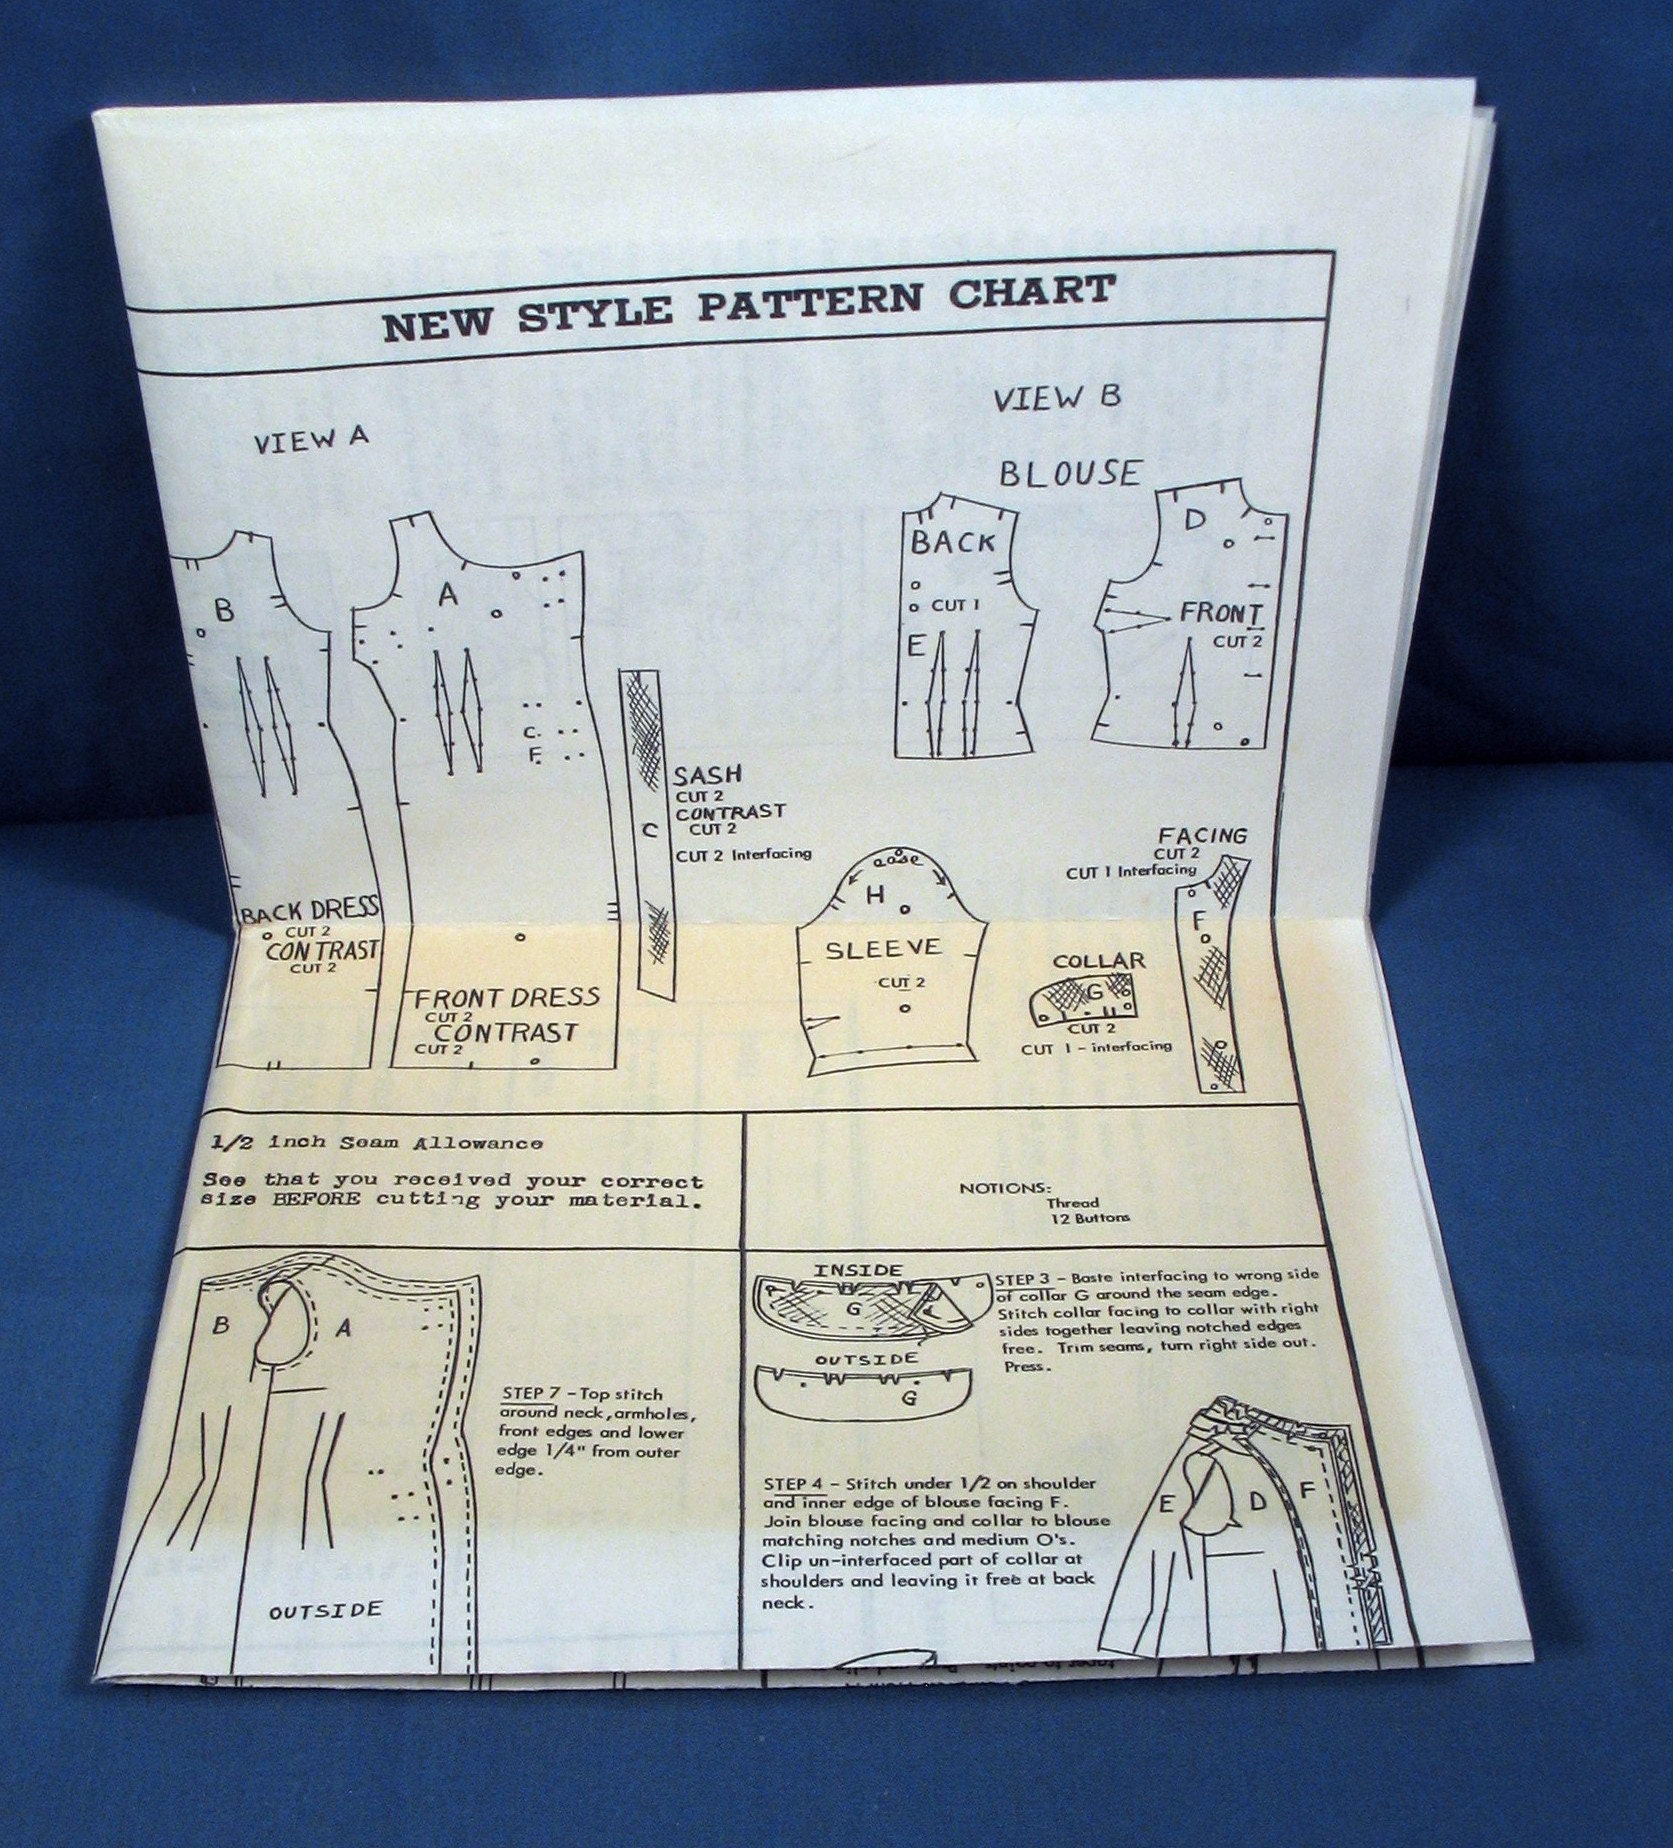 NEW STYLE PATTERN CHART
VIEW A
VIEW B
BLOUSE
B
A
C.
F.
BACK DRESS
CUT 2
CONTRAST
CUT 2
FRONT DRESS
CUT 2
CONTRAST
CUT 2
C
SASH
CUT 2
CONTRAST
CUT 2
CUT 2 Interfacing
BACK
CUT 1
E
D
FRONT
CUT 2
ease
H
SLEEVE
CUT 2
COLLAR
G
CUT 2
CUT 1 - interfacing
FACING
CUT 2
CUT 1 Interfacing
F
1/2 inch Seam Allowance
See that you received your correct
size BEFORE cutting your material.
NOTIONS:
Thread
12 Buttons
B
A
OUTSIDE
STEP 7 - Top stitch
around neck, armholes,
front edges and lower
edge 1/4" from outer
edge.
INSIDE
G
OUTSIDE
G
STEP 3 - Baste interfacing to wrong side
of collar G around the seam edge.
Stitch collar facing to collar with right
sides together leaving notched edges
free. Trim seams, turn right side out.
Press.
STEP 4 - Stitch under 1/2 on shoulder
and inner edge of blouse facing F.
Join blouse facing and collar to blouse
matching notches and medium O's.
Clip un-interfaced part of collar at
shoulders and leaving it free at back
neck.
E
D
F